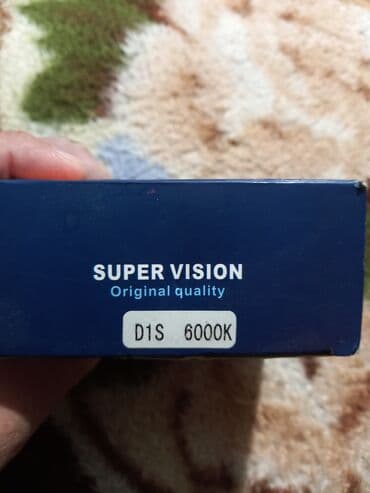 SUPER VISION
Original quality
D1S 6000K